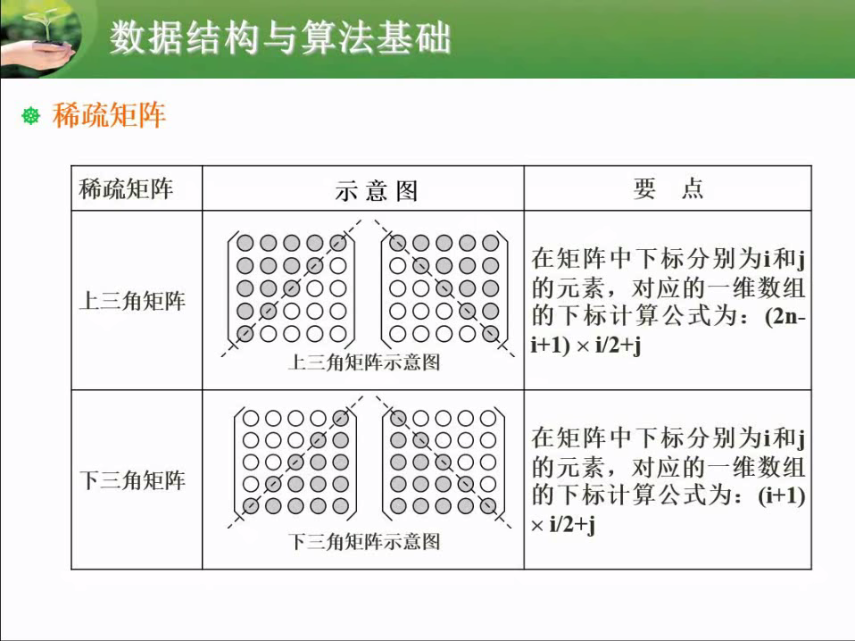 数据结构与算法基础
稀疏矩阵
稀疏矩阵
示意图
要 点
上三角矩阵
上三角矩阵示意图
在矩阵中下标分别为i和j
的元素，对应的一维数组
的下标计算公式为：(2n-
i+1) × i/2+j
下三角矩阵
下三角矩阵示意图
在矩阵中下标分别为i和j
的元素，对应的一维数组
的下标计算公式为：(i+1)
× i/2+j